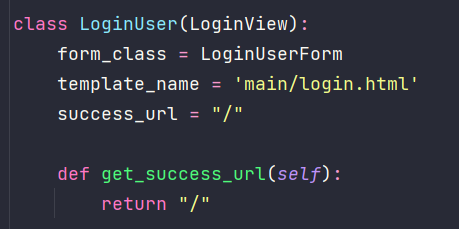 class LoginUser(LoginView):
    form_class = LoginUserForm
    template_name = 'main/login.html'
    success_url = "/"
    def get_success_url(self):
        return "/"